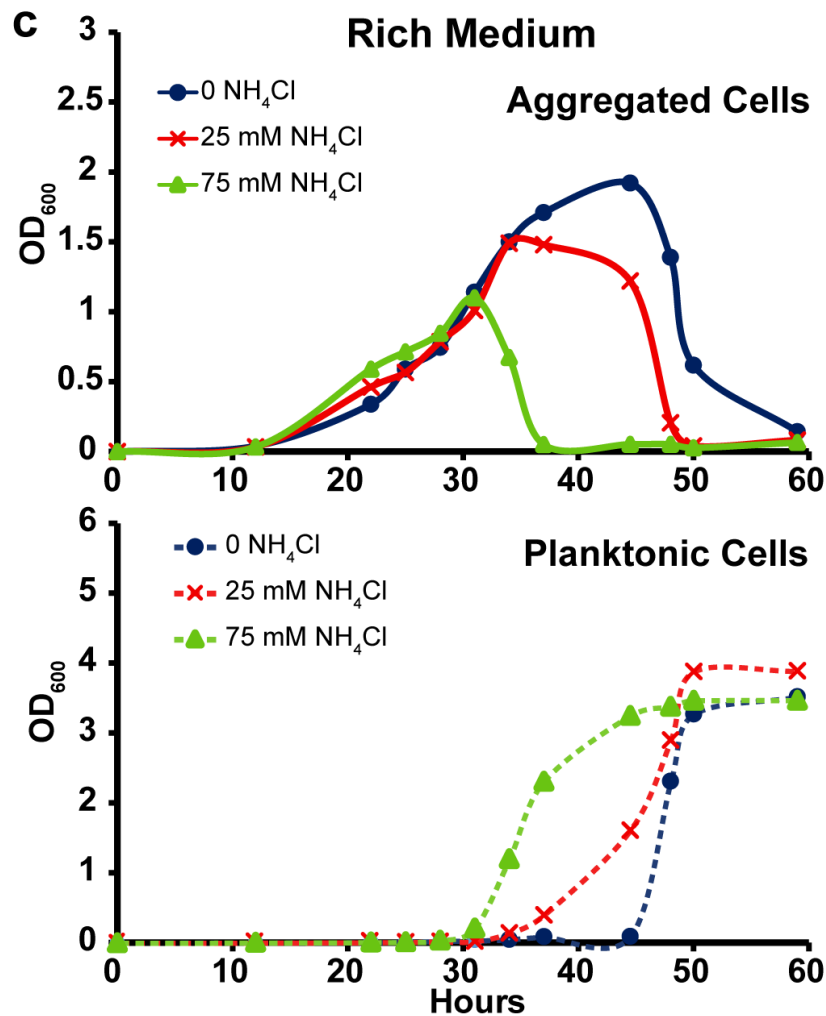 c
Rich Medium
Aggregated Cells
0 NH₄Cl
25 mM NH₄Cl
75 mM NH₄Cl
OD₆₀₀
3
2.5
2
1.5
1
0.5
0
0 10 20 30 40 50 60
Planktonic Cells
0 NH₄Cl
25 mM NH₄Cl
75 mM NH₄Cl
OD₆₀₀
6
5
4
3
2
1
0
0 10 20 30 40 50 60
Hours